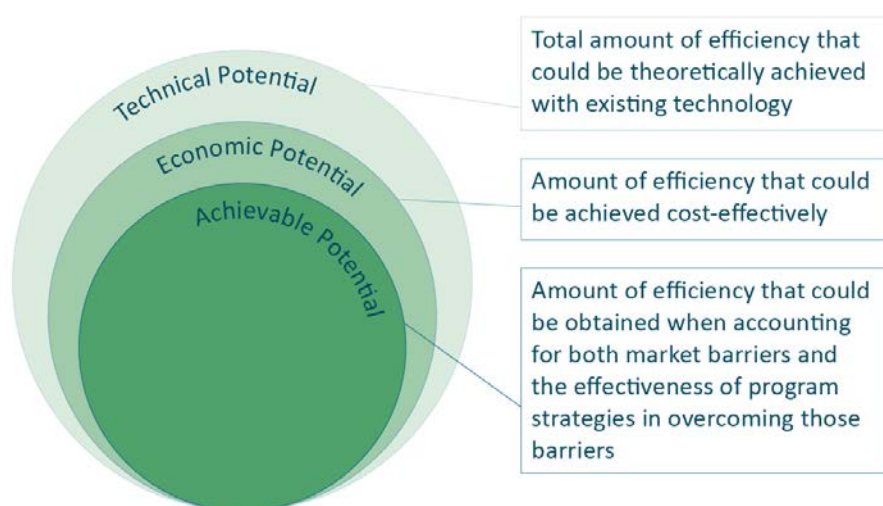 Technical Potential
Economic Potential
Achievable Potential
Total amount of efficiency that
could be theoretically achieved
with existing technology
Amount of efficiency that could
be achieved cost-effectively
Amount of efficiency that could
be obtained when accounting
for both market barriers and
the effectiveness of program
strategies in overcoming those
barriers